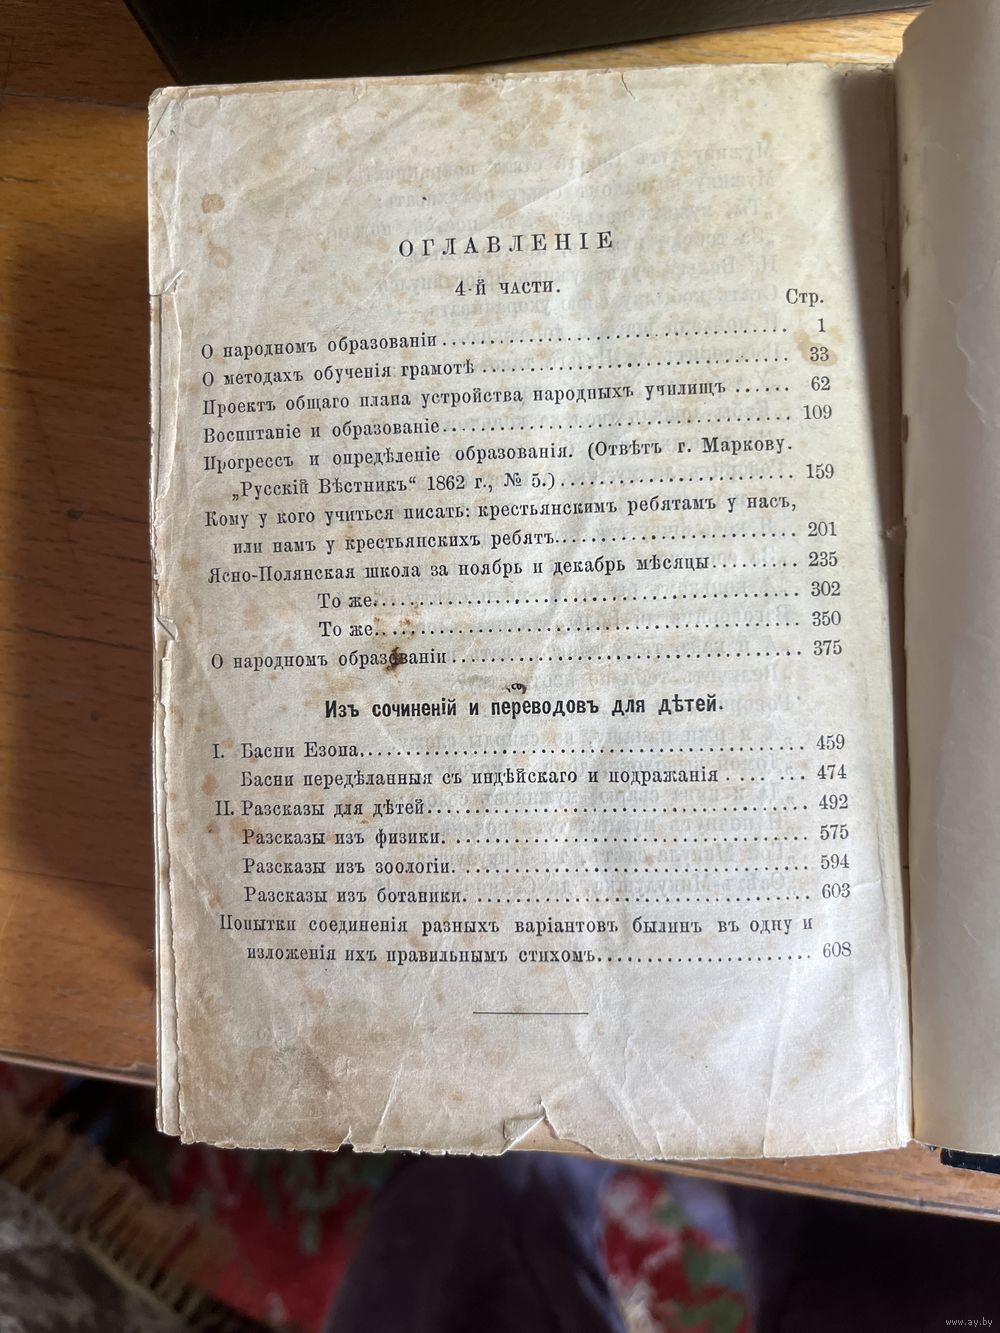 ОГЛАВЛЕНІЕ
4-й ЧАСТИ.
Стр.
О народномъ образованіи........ 1
О методахъ обученія грамотѣ........ 33
Проектъ общаго плана устройства народныхъ училищъ ...... 62
Воспитаніе и образованіе........ 109
Прогрессъ и опредѣленіе образованія. (Отвѣтъ г. Маркову.
„Русскій Вѣстникъ“ 1862 г., № 5.)........ 159
Кому у кого учиться писать: крестьянскимъ ребятамъ у насъ,
или намъ у крестьянскихъ ребятъ........ 201
Ясно-Полянская школа за ноябрь и декабрь мѣсяцы........ 235
То же........ 302
То же........ 350
О народномъ образованіи........ 375
Изъ сочиненій и переводовъ для дѣтей.
I. Басни Езопа........ 459
Басни передѣланныя съ индѣйскаго и подражанія ........ 474
II. Разсказы для дѣтей........ 492
Разсказы изъ физики........ 575
Разсказы изъ зоологіи........ 594
Разсказы изъ ботаники........ 603
Попытки соединенія разныхъ варіантовъ былинъ въ одну и
изложенія ихъ правильнымъ стихомъ........ 608
www.ay.by